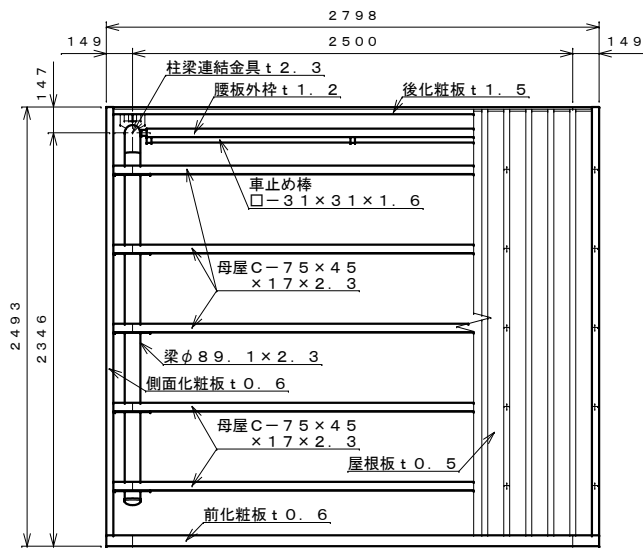 2798
149
2500
149
147
柱梁連結金具t2.3
腰板外枠t1.2
後化粧板t1.5
車止め棒
□-31×31×1.6
母屋C-75×45
×17×2.3
2493
2346
梁φ89.1×2.3
側面化粧板t0.6
母屋C-75×45
×17×2.3
屋根板t0.5
前化粧板t0.6